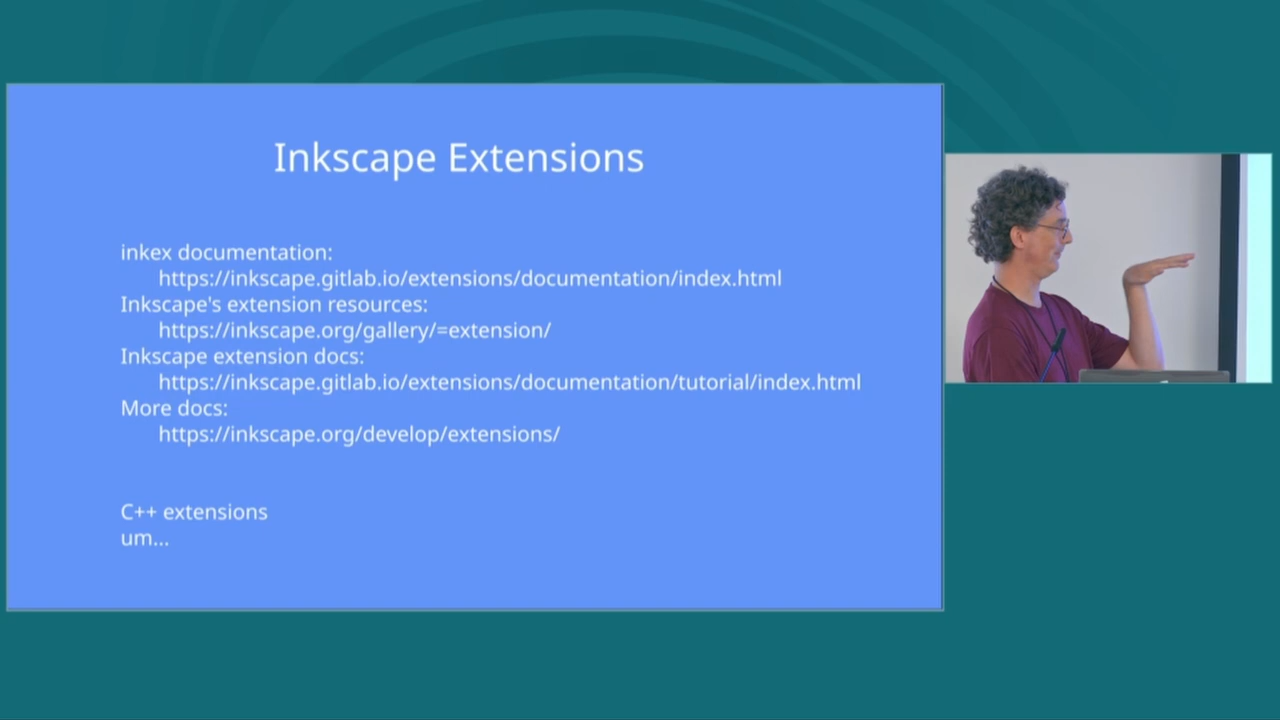 Inkscape Extensions
inkex documentation:
https://inkscape.gitlab.io/extensions/documentation/index.html
Inkscape's extension resources:
https://inkscape.org/gallery/=extension/
Inkscape extension docs:
https://inkscape.gitlab.io/extensions/documentation/tutorial/index.html
More docs:
https://inkscape.org/develop/extensions/
C++ extensions
um...